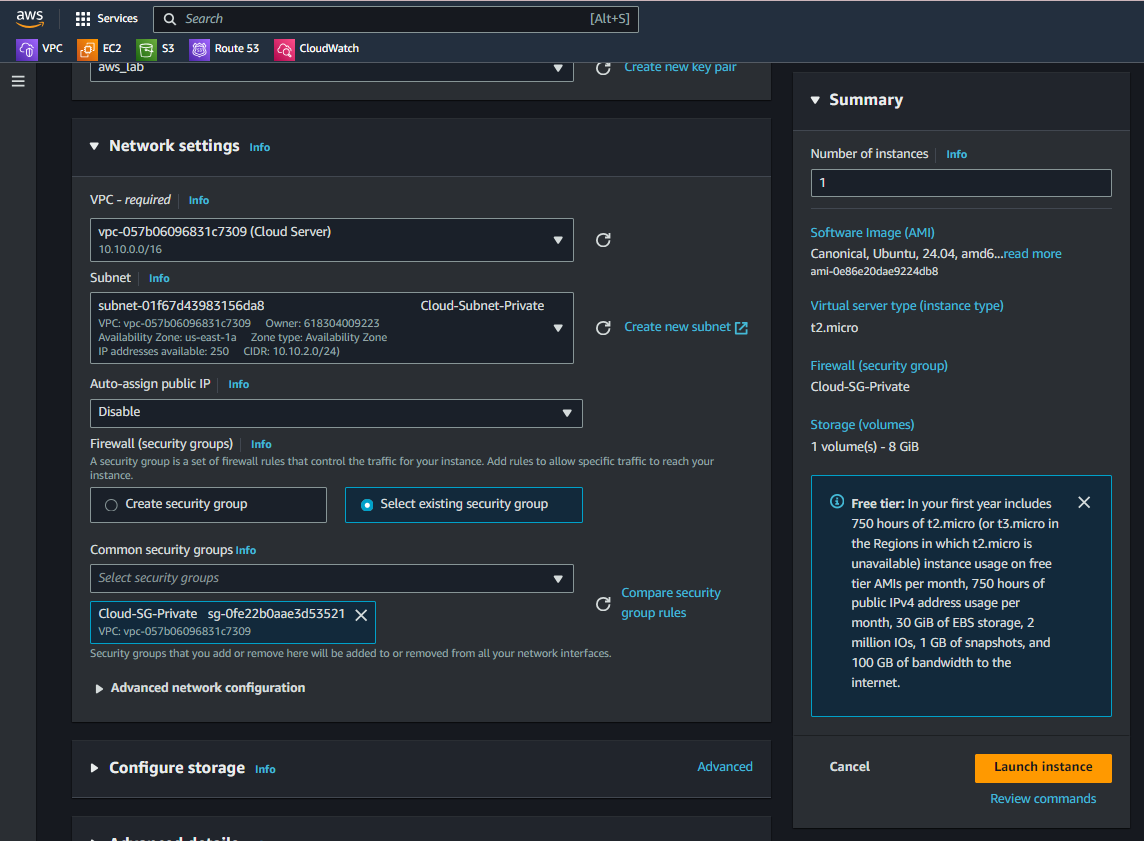 aws
Services
Search [Alt+S]
VPC EC2 S3 Route 53 CloudWatch
aws_lab
Create new key pair
Network settings Info
VPC - required Info
vpc-057b06096831c7309 (Cloud Server)
10.10.0.0/16
Subnet Info
subnet-01f67d43983156da8 Cloud-Subnet-Private
VPC: vpc-057b06096831c7309 Owner: 618304009223
Availability Zone: us-east-1a Zone type: Availability Zone
IP addresses available: 250 CIDR: 10.10.2.0/24)
Create new subnet
Auto-assign public IP Info
Disable
Firewall (security groups) Info
A security group is a set of firewall rules that control the traffic for your instance. Add rules to allow specific traffic to reach your
instance.
Create security group
Select existing security group
Common security groups Info
Select security groups
Cloud-SG-Private sg-0fe22b0aae3d53521
VPC: vpc-057b06096831c7309
Compare security
group rules
Security groups that you add or remove here will be added to or removed from all your network interfaces.
Advanced network configuration
Configure storage Info
Advanced
Advanced details
Summary
Number of instances Info
1
Software Image (AMI)
Canonical, Ubuntu, 24.04, amd6...read more
ami-0e86e20dae9224db8
Virtual server type (instance type)
t2.micro
Firewall (security group)
Cloud-SG-Private
Storage (volumes)
1 volume(s) - 8 GiB
Free tier: In your first year includes
750 hours of t2.micro (or t3.micro in
the Regions in which t2.micro is
unavailable) instance usage on free
tier AMIs per month, 750 hours of
public IPv4 address usage per
month, 30 GiB of EBS storage, 2
million IOs, 1 GB of snapshots, and
100 GB of bandwidth to the
internet.
Cancel
Launch instance
Review commands